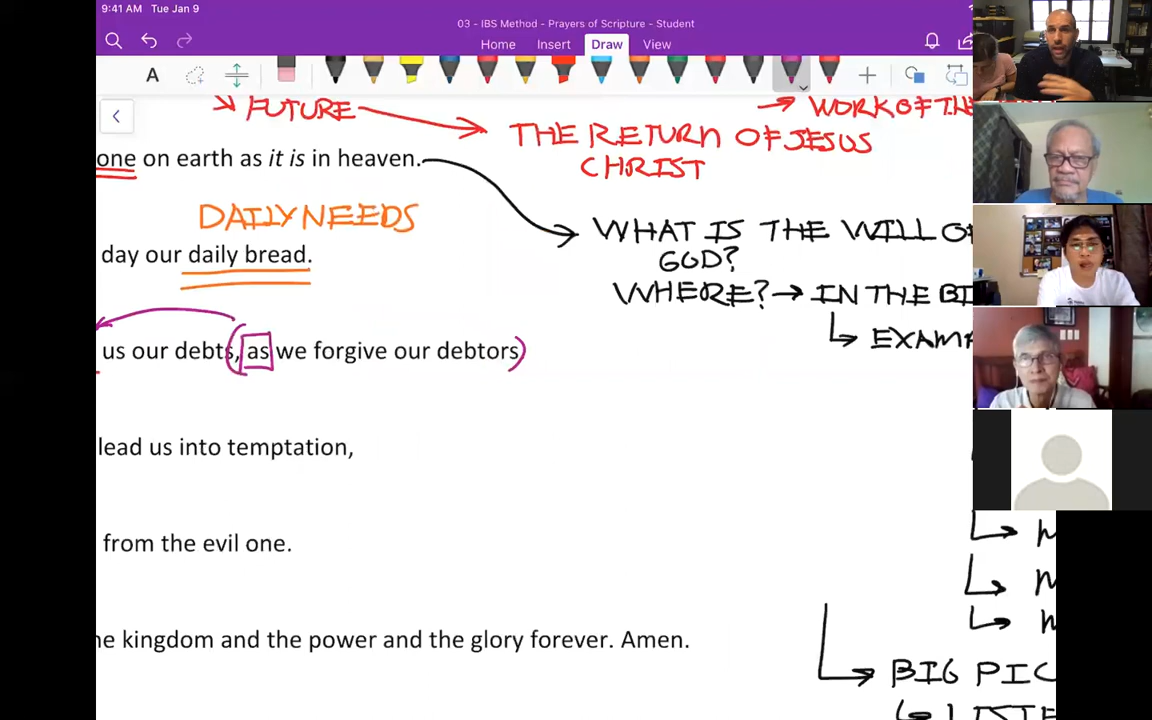 9:41 AM Tue Jan 9
03 - IBS Method - Prayers of Scripture - Student
Home Insert Draw View
A
FUTURE
WORK OF THE
THE RETURN OF JESUS
CHRIST
one on earth as it is in heaven.
DAILY NEEDS
WHAT IS THE WILL OF
GOD?
day our daily bread.
WHERE? → IN THE BI
EXAMP
us our debts, as we forgive our debtors)
lead us into temptation,
from the evil one.
he kingdom and the power and the glory forever. Amen.
BIG PIC
LISTE